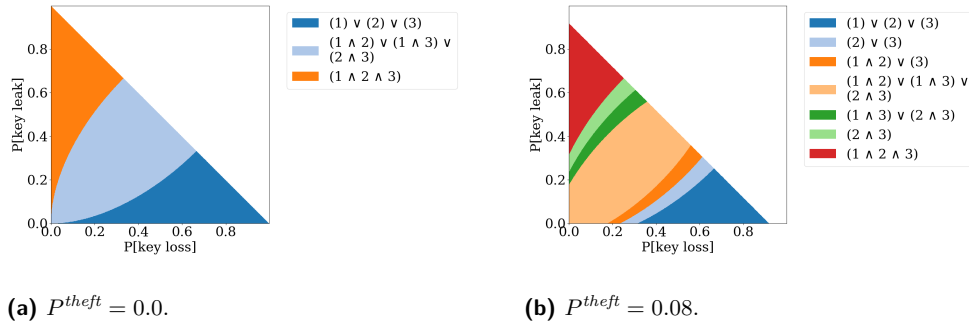 P[key leak]
0.8
0.6
0.4
0.2
0.0
0.0 0.2 0.4 0.6 0.8
P[key loss]
(1) ∨ (2) ∨ (3)
(1 ∧ 2) ∨ (1 ∧ 3) ∨
(2 ∧ 3)
(1 ∧ 2 ∧ 3)
(a) P^theft = 0.0.
P[key leak]
0.8
0.6
0.4
0.2
0.0
0.0 0.2 0.4 0.6 0.8
P[key loss]
(1) ∨ (2) ∨ (3)
(2) ∨ (3)
(1 ∧ 2) ∨ (3)
(1 ∧ 2) ∨ (1 ∧ 3) ∨
(2 ∧ 3)
(1 ∧ 3) ∨ (2 ∧ 3)
(2 ∧ 3)
(1 ∧ 2 ∧ 3)
(b) P^theft = 0.08.